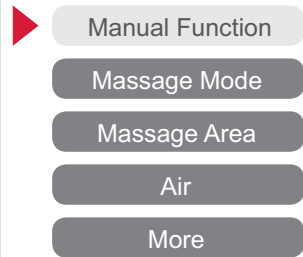 Manual Function
Massage Mode
Massage Area
Air
More